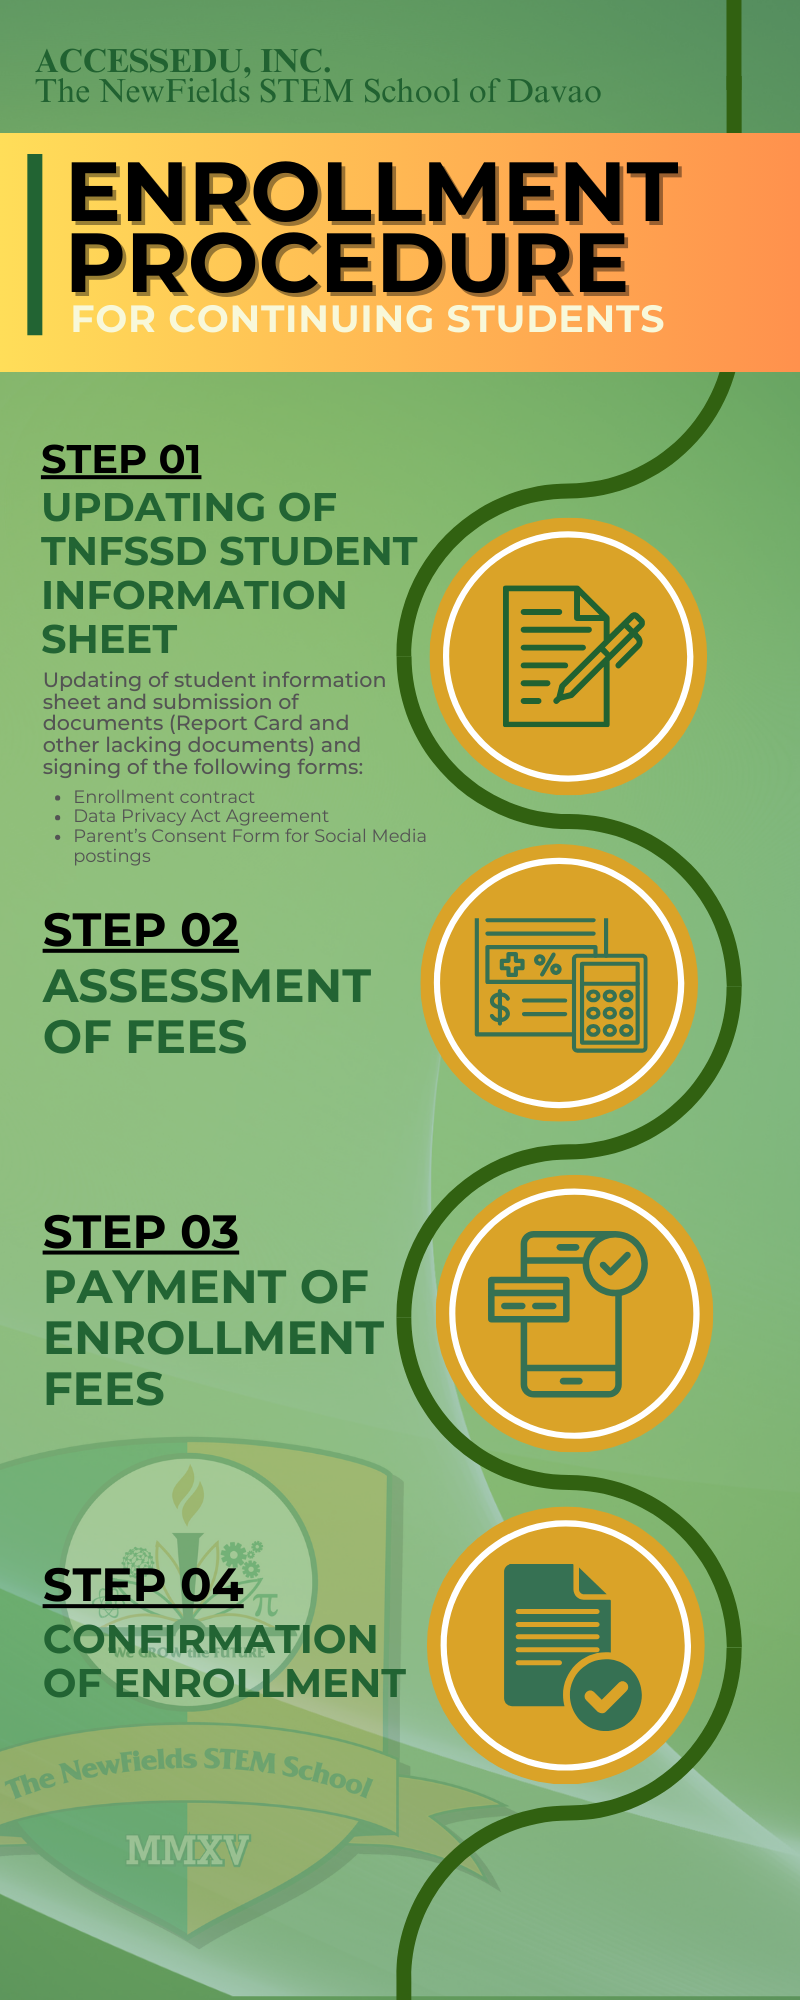 ACCESSEDU, INC.
The NewFields STEM School of Davao
ENROLLMENT
PROCEDURE
FOR CONTINUING STUDENTS
STEP 01
UPDATING OF
TNFSSD STUDENT
INFORMATION
SHEET
Updating of student information
sheet and submission of
documents (Report Card and
other lacking documents) and
signing of the following forms:
• Enrollment contract
• Data Privacy Act Agreement
• Parent's Consent Form for Social Media
postings
STEP 02
ASSESSMENT
OF FEES
% 
$
STEP 03
PAYMENT OF
ENROLLMENT
FEES
STEP 04
π
CONFIRMATION
We GROW the FUTURE
OF ENROLLMENT
The NewFields STEM School
MMXV